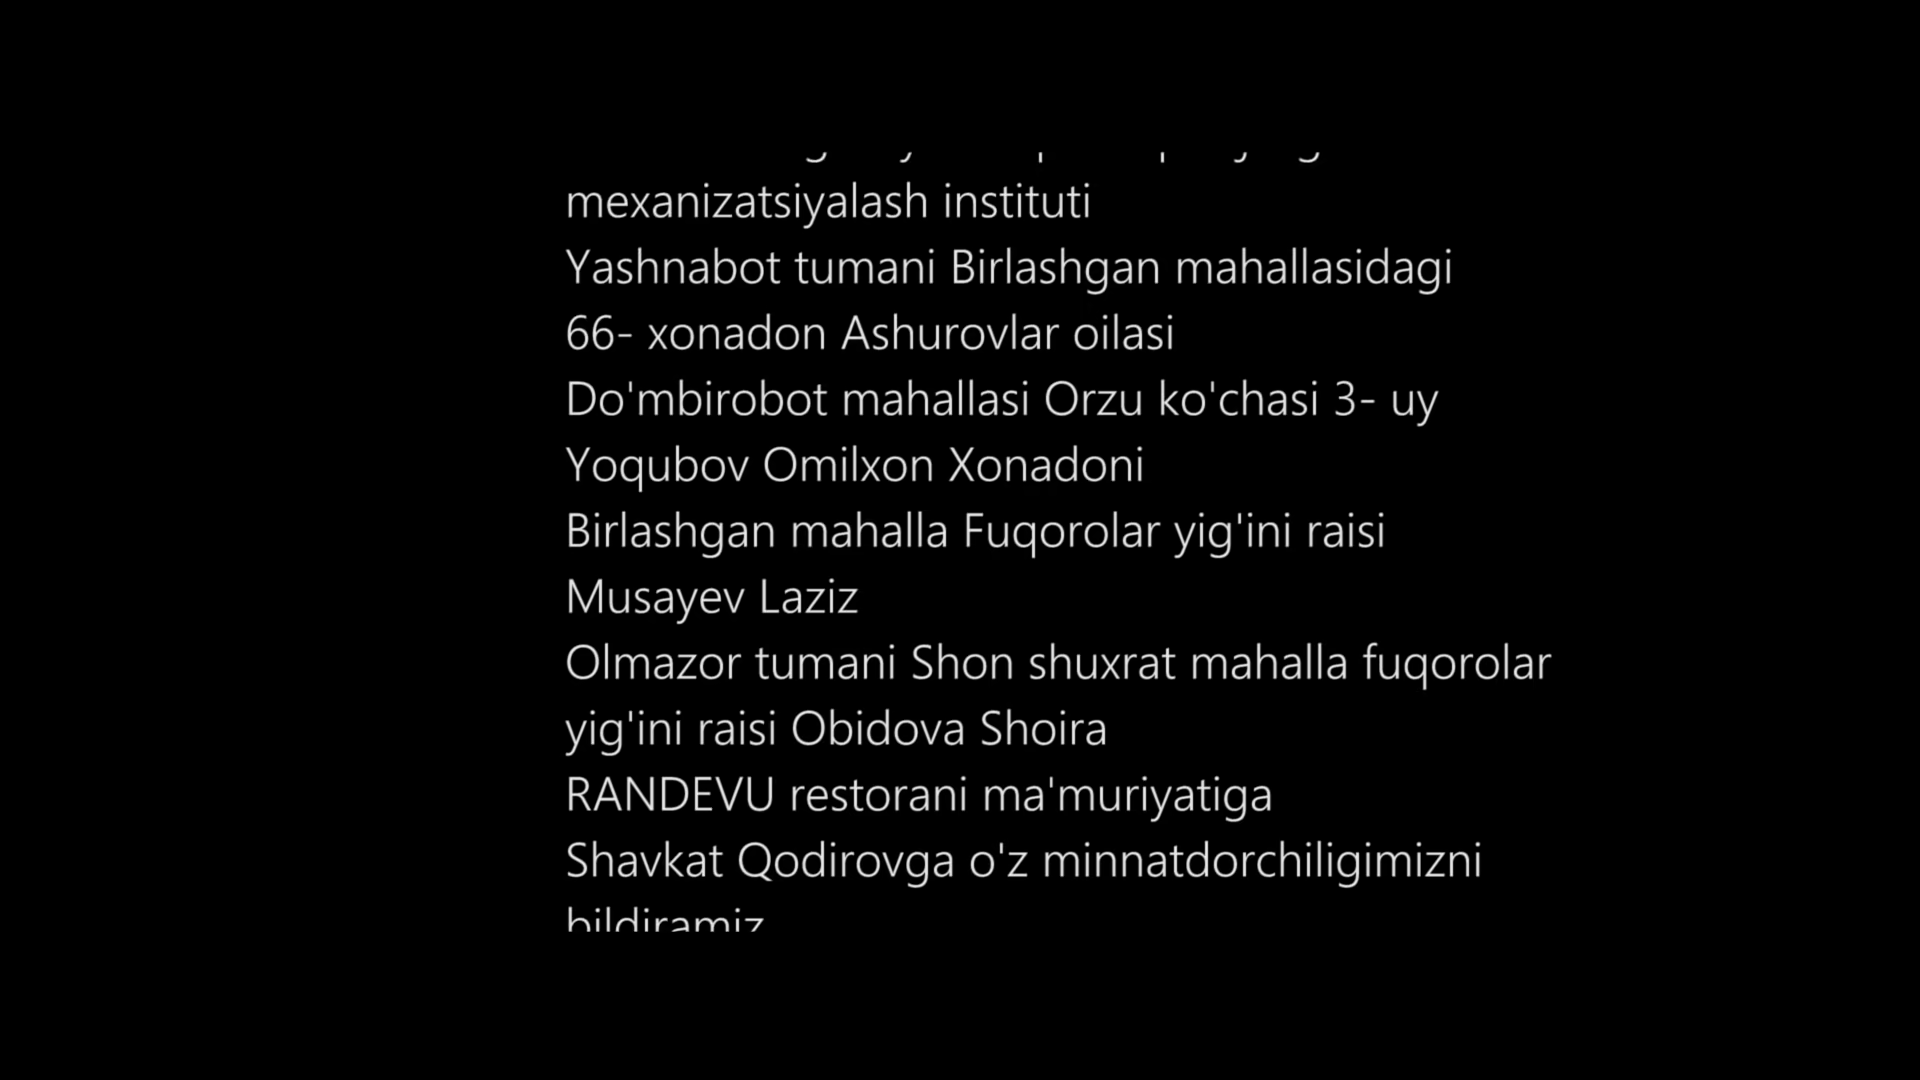 mexanizatsiyalash instituti
Yashnabot tumani Birlashgan mahallasidagi
66- xonadon Ashurovlar oilasi
Do'mbirobot mahallasi Orzu ko'chasi 3- uy
Yoqubov Omilxon Xonadoni
Birlashgan mahalla Fuqorolar yig'ini raisi
Musayev Laziz
Olmazor tumani Shon shuxrat mahalla fuqorolar
yig'ini raisi Obidova Shoira
RANDEVU restorani ma'muriyatiga
Shavkat Qodirovga o'z minnatdorchiligimizni
bildiramiz